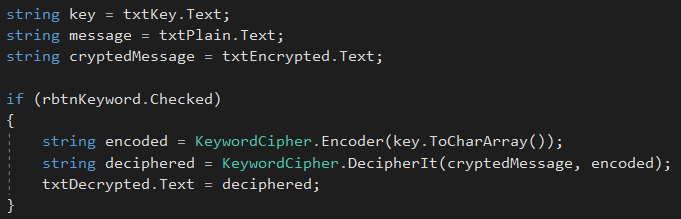 string key = txtKey.Text;
string message = txtPlain.Text;
string cryptedMessage = txtEncrypted.Text;
if (rbtnKeyword.Checked)
{
string encoded = KeywordCipher.Encoder(key.ToCharArray());
string deciphered = KeywordCipher.DecipherIt(cryptedMessage, encoded);
txtDecrypted.Text = deciphered;
}